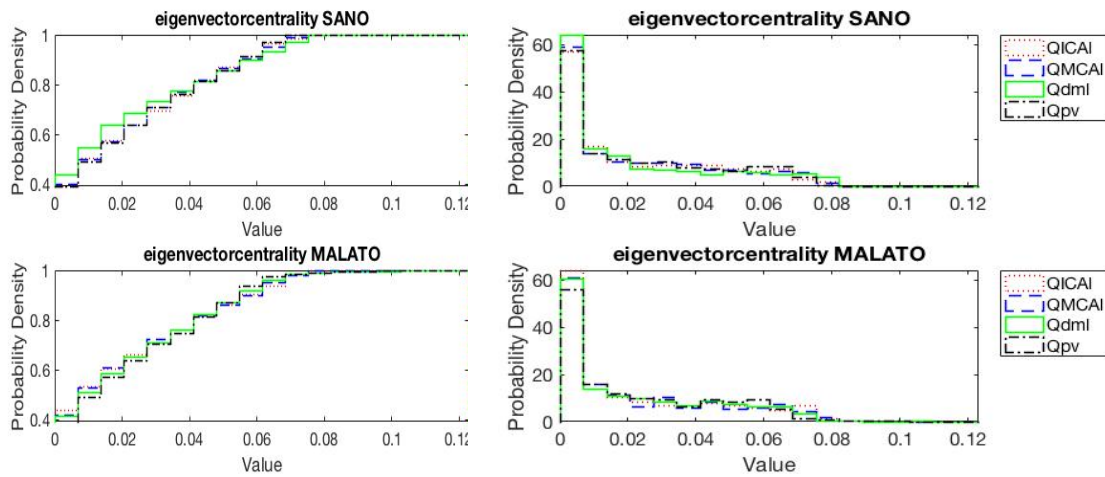 eigenvectorcentrality SANO
Probability Density
1
0.8
0.6
0.4
0 0.02 0.04 0.06 0.08 0.1 0.12
Value
eigenvectorcentrality SANO
Probability Density
60
40
20
0
0 0.02 0.04 0.06 0.08 0.1 0.12
Value
QICAI
QMCAI
Qdml
Qpv
eigenvectorcentrality MALATO
Probability Density
1
0.8
0.6
0.4
0 0.02 0.04 0.06 0.08 0.1 0.12
Value
eigenvectorcentrality MALATO
Probability Density
60
40
20
0
0 0.02 0.04 0.06 0.08 0.1 0.12
Value
QICAI
QMCAI
Qdml
Qpv